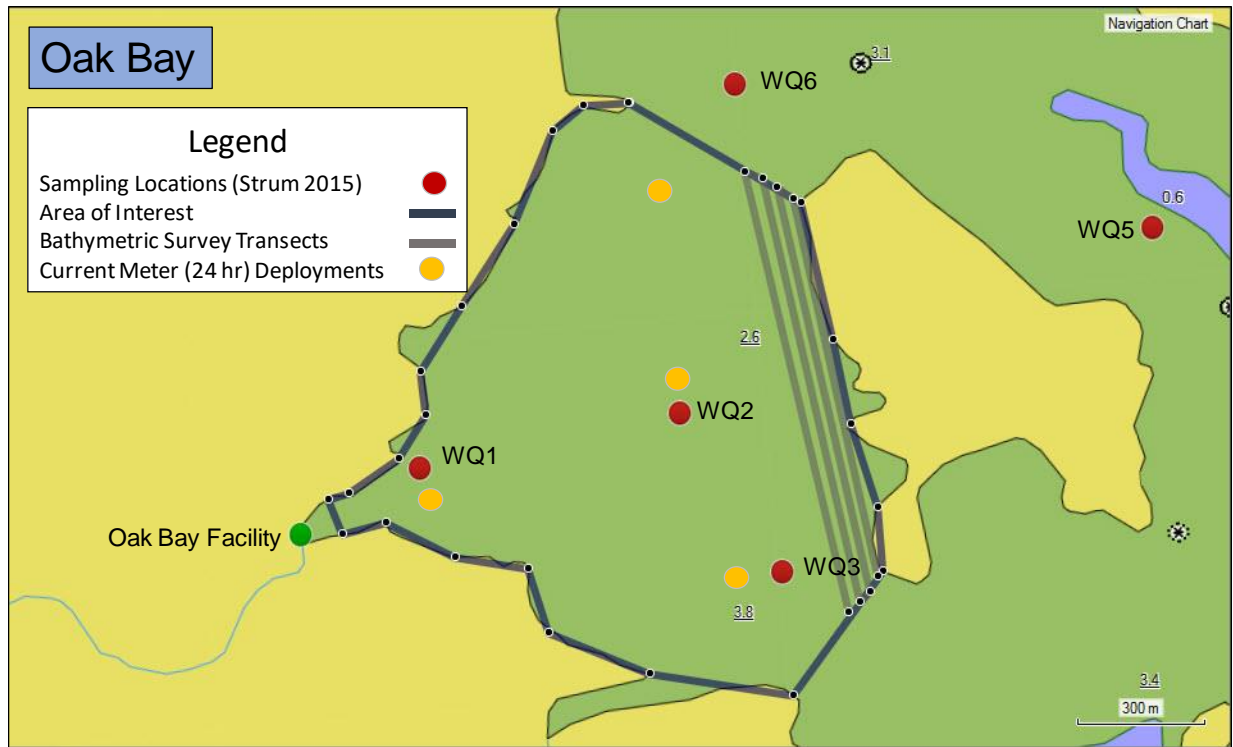 Oak Bay
Navigation Chart
3.1
WQ6
Legend
Sampling Locations (Strum 2015)
Area of Interest
Bathymetric Survey Transects
Current Meter (24 hr) Deployments
0.6
WQ5
2.6
WQ2
WQ1
Oak Bay Facility
WQ3
3.8
3.4
300 m